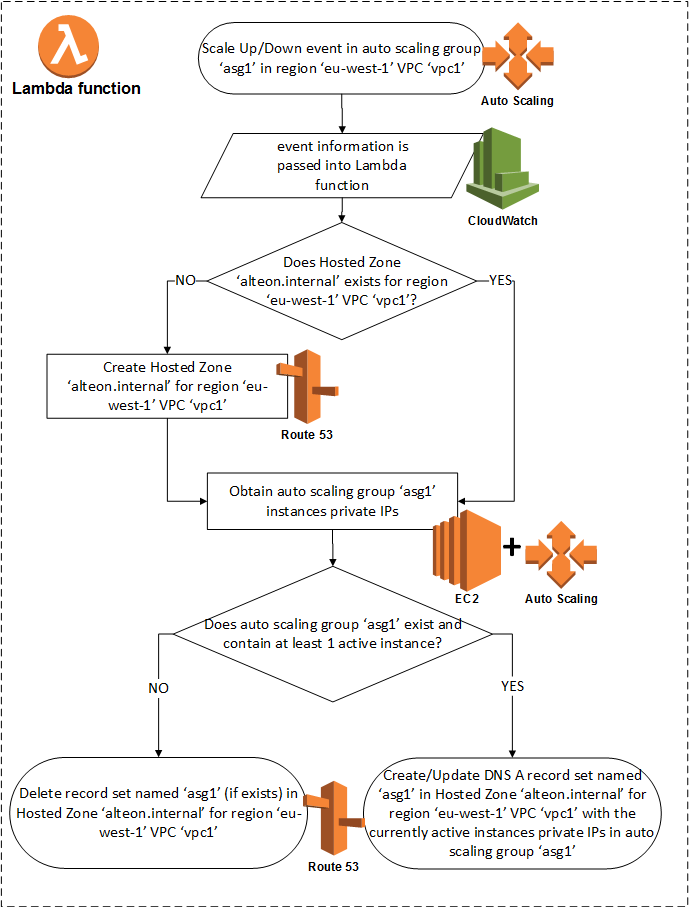 Lambda function
Scale Up/Down event in auto scaling group
‘asg1’ in region ‘eu-west-1’ VPC ‘vpc1’
Auto Scaling
event information is
passed into Lambda
function
CloudWatch
Does Hosted Zone
‘alteon.internal’ exists for region
‘eu-west-1’ VPC ‘vpc1’?
NO
YES
Create Hosted Zone
‘alteon.internal’ for region ‘eu-
west-1’ VPC ‘vpc1’
Route 53
Obtain auto scaling group ‘asg1’
instances private IPs
EC2
+
Auto Scaling
Does auto scaling group ‘asg1’ exist and
contain at least 1 active instance?
NO
YES
Delete record set named ‘asg1’ (if exists) in
Hosted Zone ‘alteon.internal’ for region ‘eu-
west-1’ VPC ‘vpc1’
Route 53
Create/Update DNS A record set named
‘asg1’ in Hosted Zone ‘alteon.internal’ for
region ‘eu-west-1’ VPC ‘vpc1’ with the
currently active instances private IPs in auto
scaling group ‘asg1’